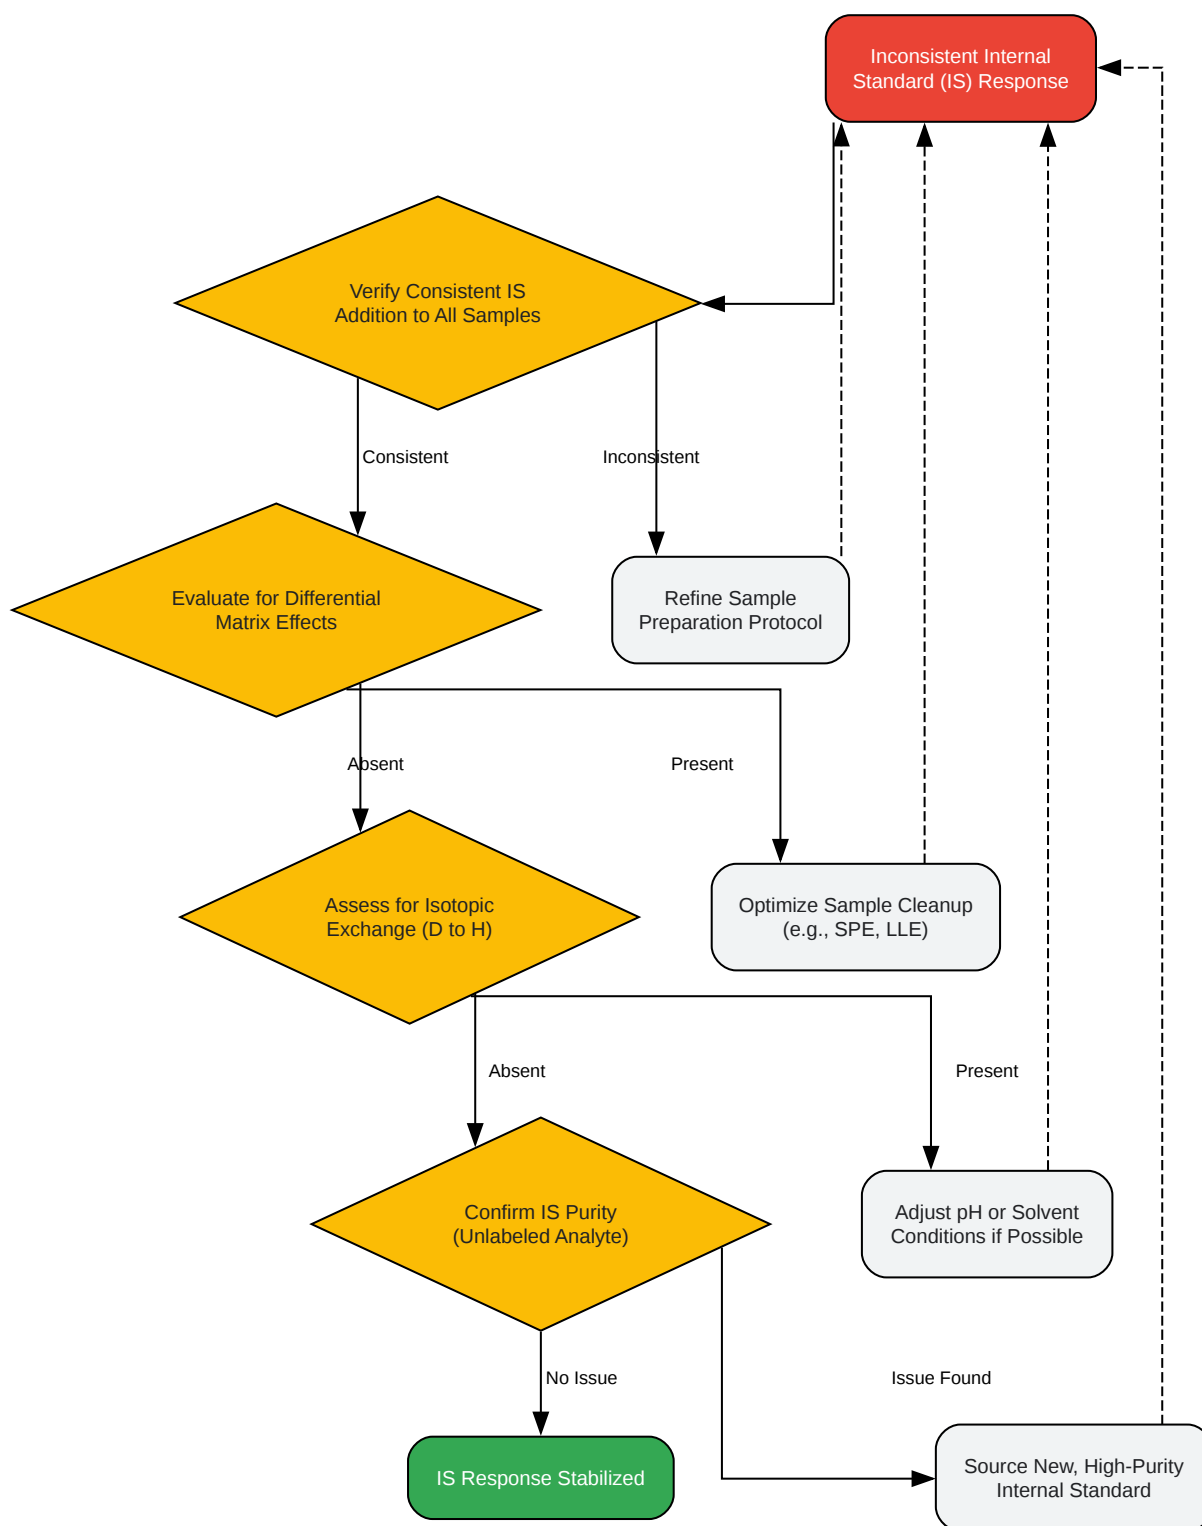 Inconsistent Internal
Standard (IS) Response
Verify Consistent IS
Addition to All Samples
Consistent
Inconsistent
Evaluate for Differential
Matrix Effects
Refine Sample
Preparation Protocol
Absent
Present
Assess for Isotopic
Exchange (D to H)
Optimize Sample Cleanup
(e.g., SPE, LLE)
Absent
Present
Confirm IS Purity
(Unlabeled Analyte)
Adjust pH or Solvent
Conditions if Possible
No Issue
Issue Found
IS Response Stabilized
Source New, High-Purity
Internal Standard